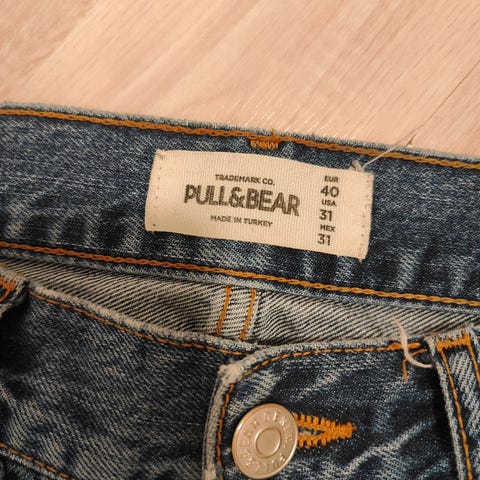 TRADEMARK CO.
PULL&BEAR
MADE IN TURKEY
EUR
40
USA
31
MEX
31